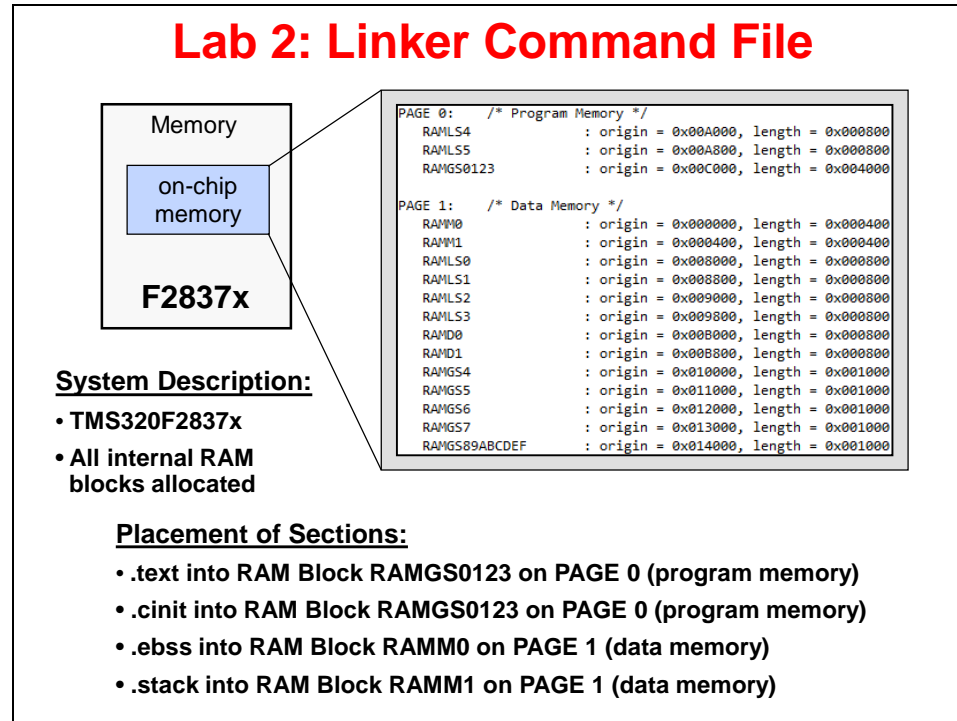 Lab 2: Linker Command File
Memory
on-chip
memory
F2837x
PAGE 0:    /* Program Memory */
RAMLS4 : origin = 0x00A000, length = 0x000800
RAMLS5 : origin = 0x00A800, length = 0x000800
RAMGS0123 : origin = 0x00C000, length = 0x004000
PAGE 1:    /* Data Memory */
RAMM0 : origin = 0x000000, length = 0x000400
RAMM1 : origin = 0x000400, length = 0x000400
RAMLS0 : origin = 0x008000, length = 0x000800
RAMLS1 : origin = 0x008800, length = 0x000800
RAMLS2 : origin = 0x009000, length = 0x000800
RAMLS3 : origin = 0x009800, length = 0x000800
RAMD0 : origin = 0x00B000, length = 0x000800
RAMD1 : origin = 0x00B800, length = 0x000800
RAMGS4 : origin = 0x010000, length = 0x001000
RAMGS5 : origin = 0x011000, length = 0x001000
RAMGS6 : origin = 0x012000, length = 0x001000
RAMGS7 : origin = 0x013000, length = 0x001000
RAMGS89ABCDEF : origin = 0x014000, length = 0x001000
System Description:
• TMS320F2837x
• All internal RAM
blocks allocated
Placement of Sections:
• .text into RAM Block RAMGS0123 on PAGE 0 (program memory)
• .cinit into RAM Block RAMGS0123 on PAGE 0 (program memory)
• .ebss into RAM Block RAMM0 on PAGE 1 (data memory)
• .stack into RAM Block RAMM1 on PAGE 1 (data memory)